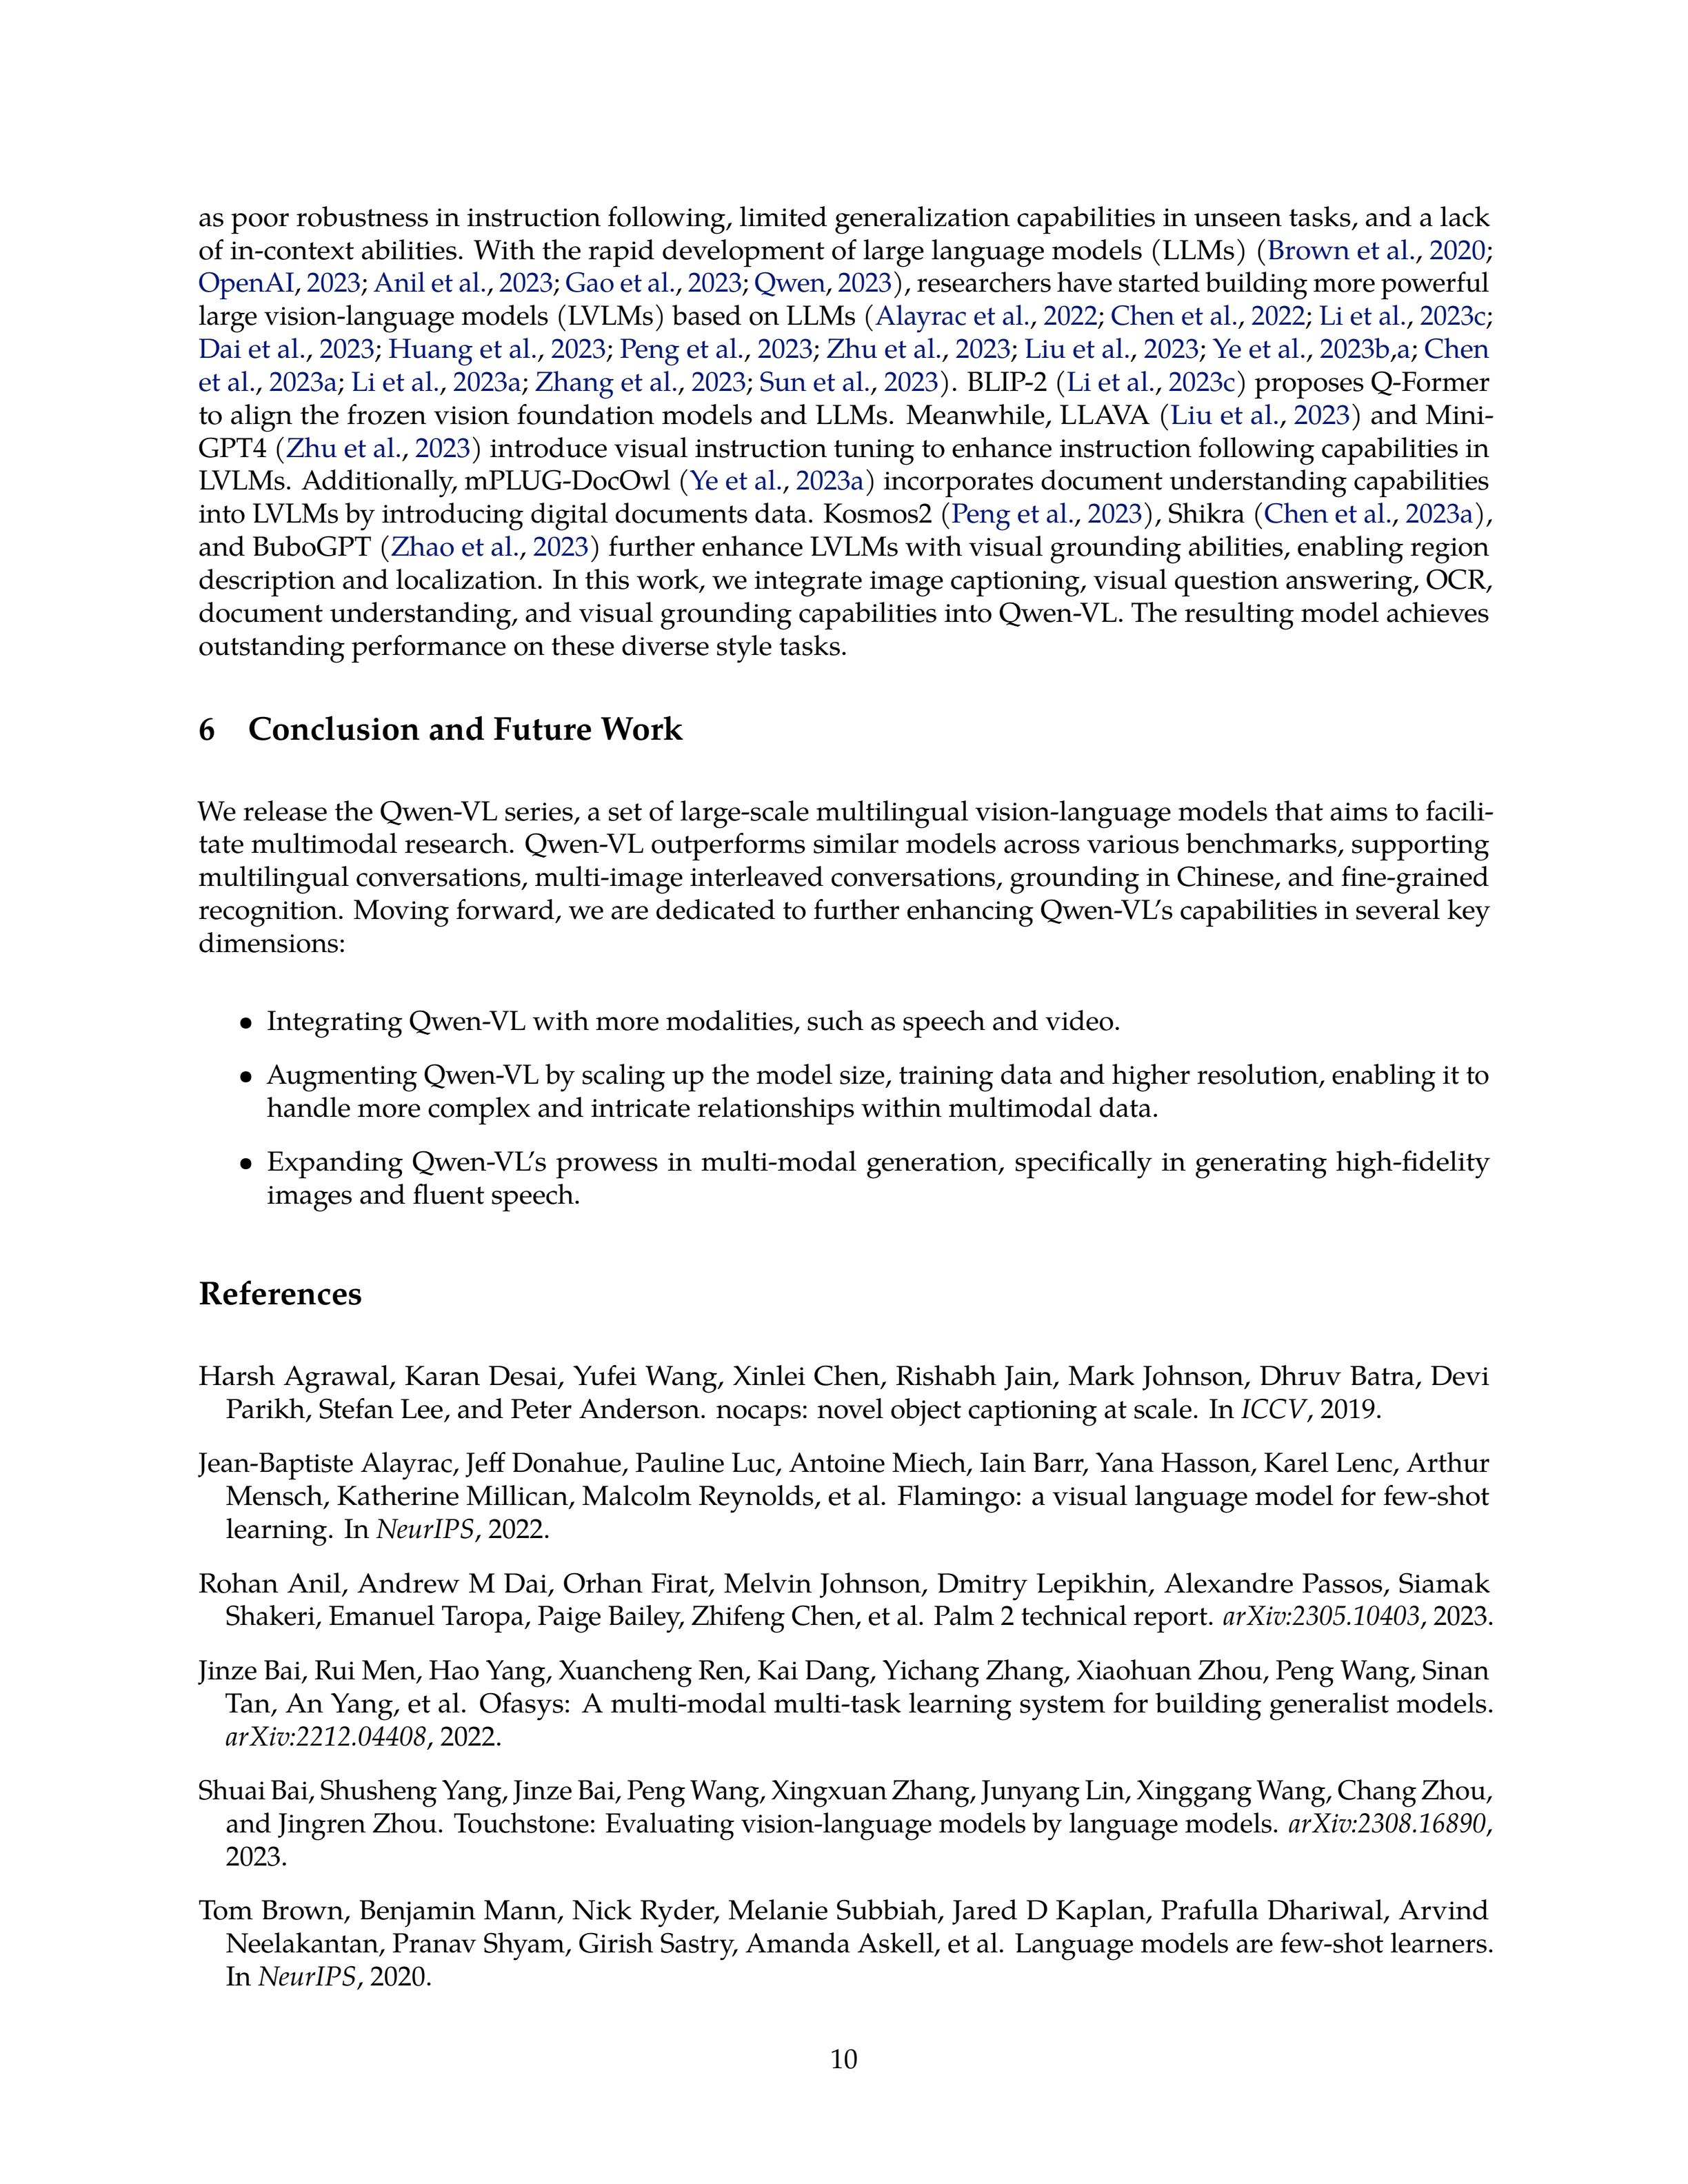 as poor robustness in instruction following, limited generalization capabilities in unseen tasks, and a lack
of in-context abilities. With the rapid development of large language models (LLMs) (Brown et al., 2020;
OpenAI, 2023; Anil et al., 2023; Gao et al., 2023; Qwen, 2023), researchers have started building more powerful
large vision-language models (LVLMs) based on LLMs (Alayrac et al., 2022; Chen et al., 2022; Li et al., 2023c;
Dai et al., 2023; Huang et al., 2023; Peng et al., 2023; Zhu et al., 2023; Liu et al., 2023; Ye et al., 2023b,a; Chen
et al., 2023a; Li et al., 2023a; Zhang et al., 2023; Sun et al., 2023). BLIP-2 (Li et al., 2023c) proposes Q-Former
to align the frozen vision foundation models and LLMs. Meanwhile, LLAVA (Liu et al., 2023) and Mini-
GPT4 (Zhu et al., 2023) introduce visual instruction tuning to enhance instruction following capabilities in
LVLMs. Additionally, mPLUG-DocOwl (Ye et al., 2023a) incorporates document understanding capabilities
into LVLMs by introducing digital documents data. Kosmos2 (Peng et al., 2023), Shikra (Chen et al., 2023a),
and BuboGPT (Zhao et al., 2023) further enhance LVLMs with visual grounding abilities, enabling region
description and localization. In this work, we integrate image captioning, visual question answering, OCR,
document understanding, and visual grounding capabilities into Qwen-VL. The resulting model achieves
outstanding performance on these diverse style tasks.
6 Conclusion and Future Work
We release the Qwen-VL series, a set of large-scale multilingual vision-language models that aims to facili-
tate multimodal research. Qwen-VL outperforms similar models across various benchmarks, supporting
multilingual conversations, multi-image interleaved conversations, grounding in Chinese, and fine-grained
recognition. Moving forward, we are dedicated to further enhancing Qwen-VL's capabilities in several key
dimensions:
• Integrating Qwen-VL with more modalities, such as speech and video.
• Augmenting Qwen-VL by scaling up the model size, training data and higher resolution, enabling it to
handle more complex and intricate relationships within multimodal data.
• Expanding Qwen-VL's prowess in multi-modal generation, specifically in generating high-fidelity
images and fluent speech.
References
Harsh Agrawal, Karan Desai, Yufei Wang, Xinlei Chen, Rishabh Jain, Mark Johnson, Dhruv Batra, Devi
Parikh, Stefan Lee, and Peter Anderson. nocaps: novel object captioning at scale. In ICCV, 2019.
Jean-Baptiste Alayrac, Jeff Donahue, Pauline Luc, Antoine Miech, Iain Barr, Yana Hasson, Karel Lenc, Arthur
Mensch, Katherine Millican, Malcolm Reynolds, et al. Flamingo: a visual language model for few-shot
learning. In NeurIPS, 2022.
Rohan Anil, Andrew M Dai, Orhan Firat, Melvin Johnson, Dmitry Lepikhin, Alexandre Passos, Siamak
Shakeri, Emanuel Taropa, Paige Bailey, Zhifeng Chen, et al. Palm 2 technical report. arXiv:2305.10403, 2023.
Jinze Bai, Rui Men, Hao Yang, Xuancheng Ren, Kai Dang, Yichang Zhang, Xiaohuan Zhou, Peng Wang, Sinan
Tan, An Yang, et al. Ofasys: A multi-modal multi-task learning system for building generalist models.
arXiv:2212.04408, 2022.
Shuai Bai, Shusheng Yang, Jinze Bai, Peng Wang, Xingxuan Zhang, Junyang Lin, Xinggang Wang, Chang Zhou,
and Jingren Zhou. Touchstone: Evaluating vision-language models by language models. arXiv:2308.16890,
2023.
Tom Brown, Benjamin Mann, Nick Ryder, Melanie Subbiah, Jared D Kaplan, Prafulla Dhariwal, Arvind
Neelakantan, Pranav Shyam, Girish Sastry, Amanda Askell, et al. Language models are few-shot learners.
In NeurIPS, 2020.
10